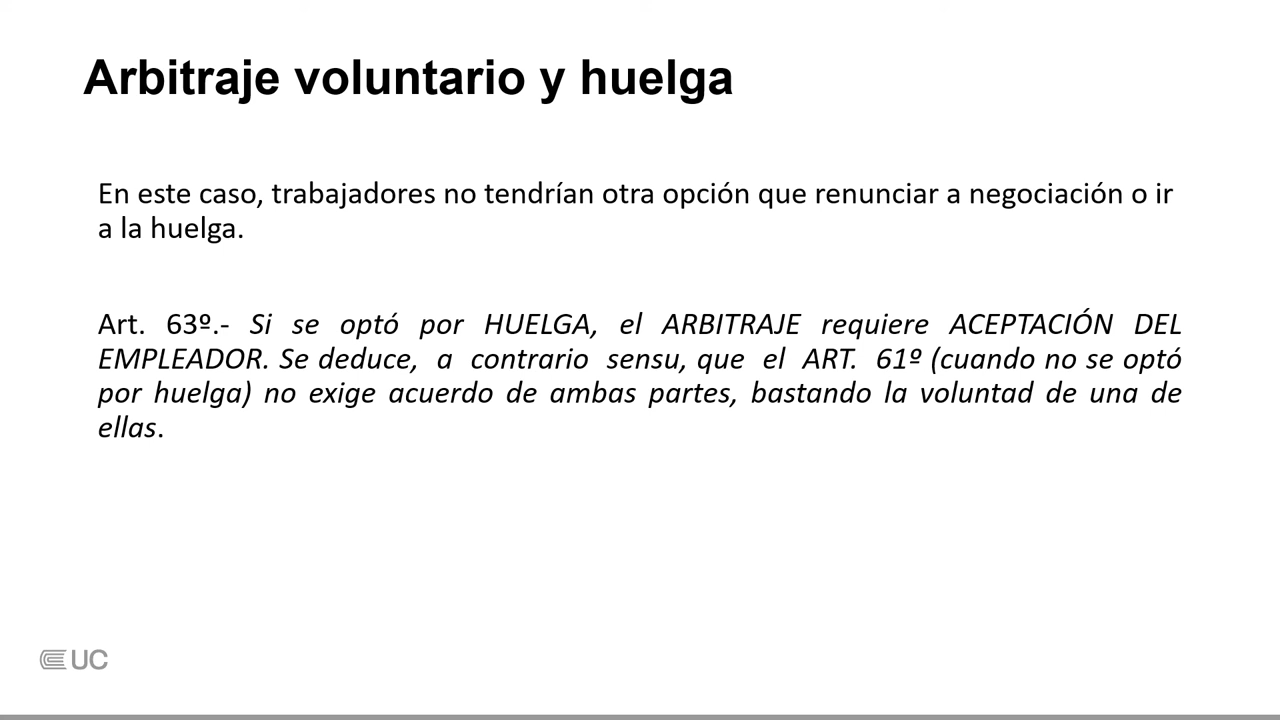 Arbitraje voluntario y huelga
En este caso, trabajadores no tendrían otra opción que renunciar a negociación o ir
a la huelga.
Art. 63º.- Si se optó por HUELGA, el ARBITRAJE requiere ACEPTACIÓN DEL
EMPLEADOR. Se deduce, a contrario sensu, que el ART. 61º (cuando no se optó
por huelga) no exige acuerdo de ambas partes, bastando la voluntad de una de
ellas.
UC